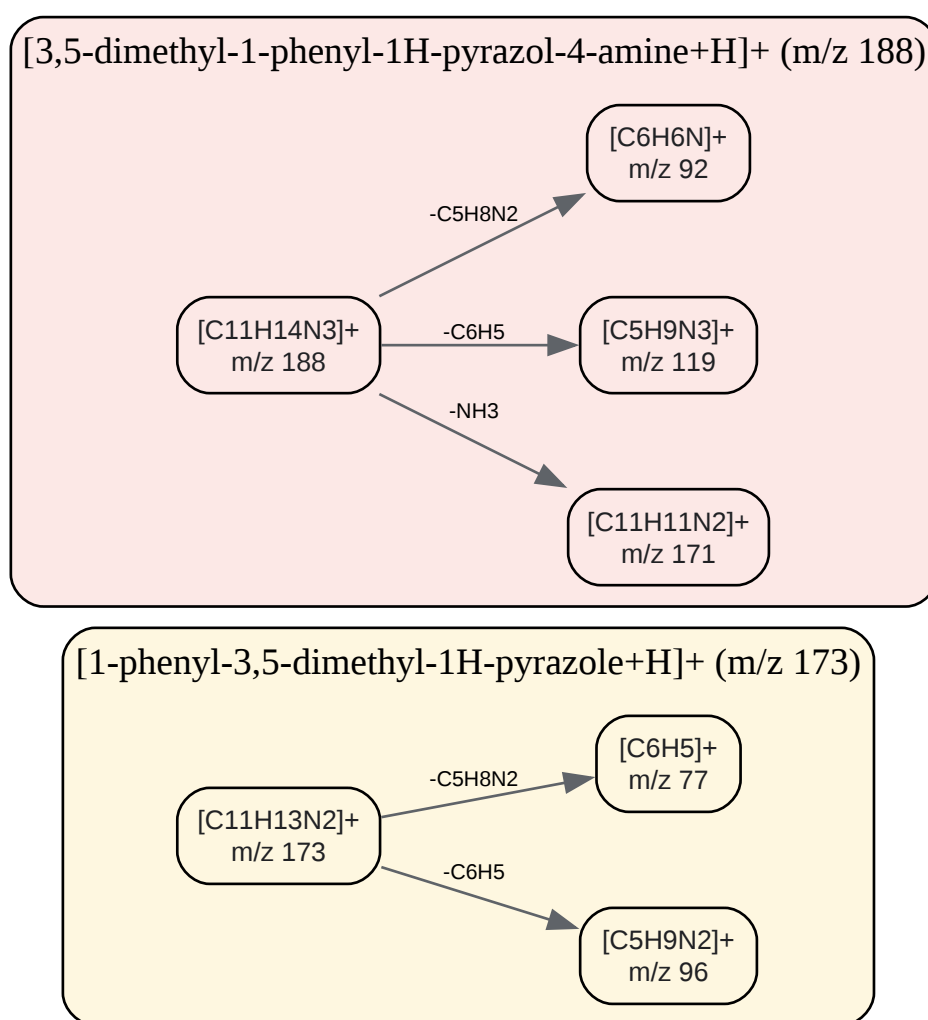 [3,5-dimethyl-1-phenyl-1H-pyrazol-4-amine+H]+ (m/z 188)
[C6H6N]+
m/z 92
-C5H8N2
[C11H14N3]+
m/z 188
-C6H5
[C5H9N3]+
m/z 119
-NH3
[C11H11N2]+
m/z 171
[1-phenyl-3,5-dimethyl-1H-pyrazole+H]+ (m/z 173)
[C6H5]+
m/z 77
-C5H8N2
[C11H13N2]+
m/z 173
-C6H5
[C5H9N2]+
m/z 96